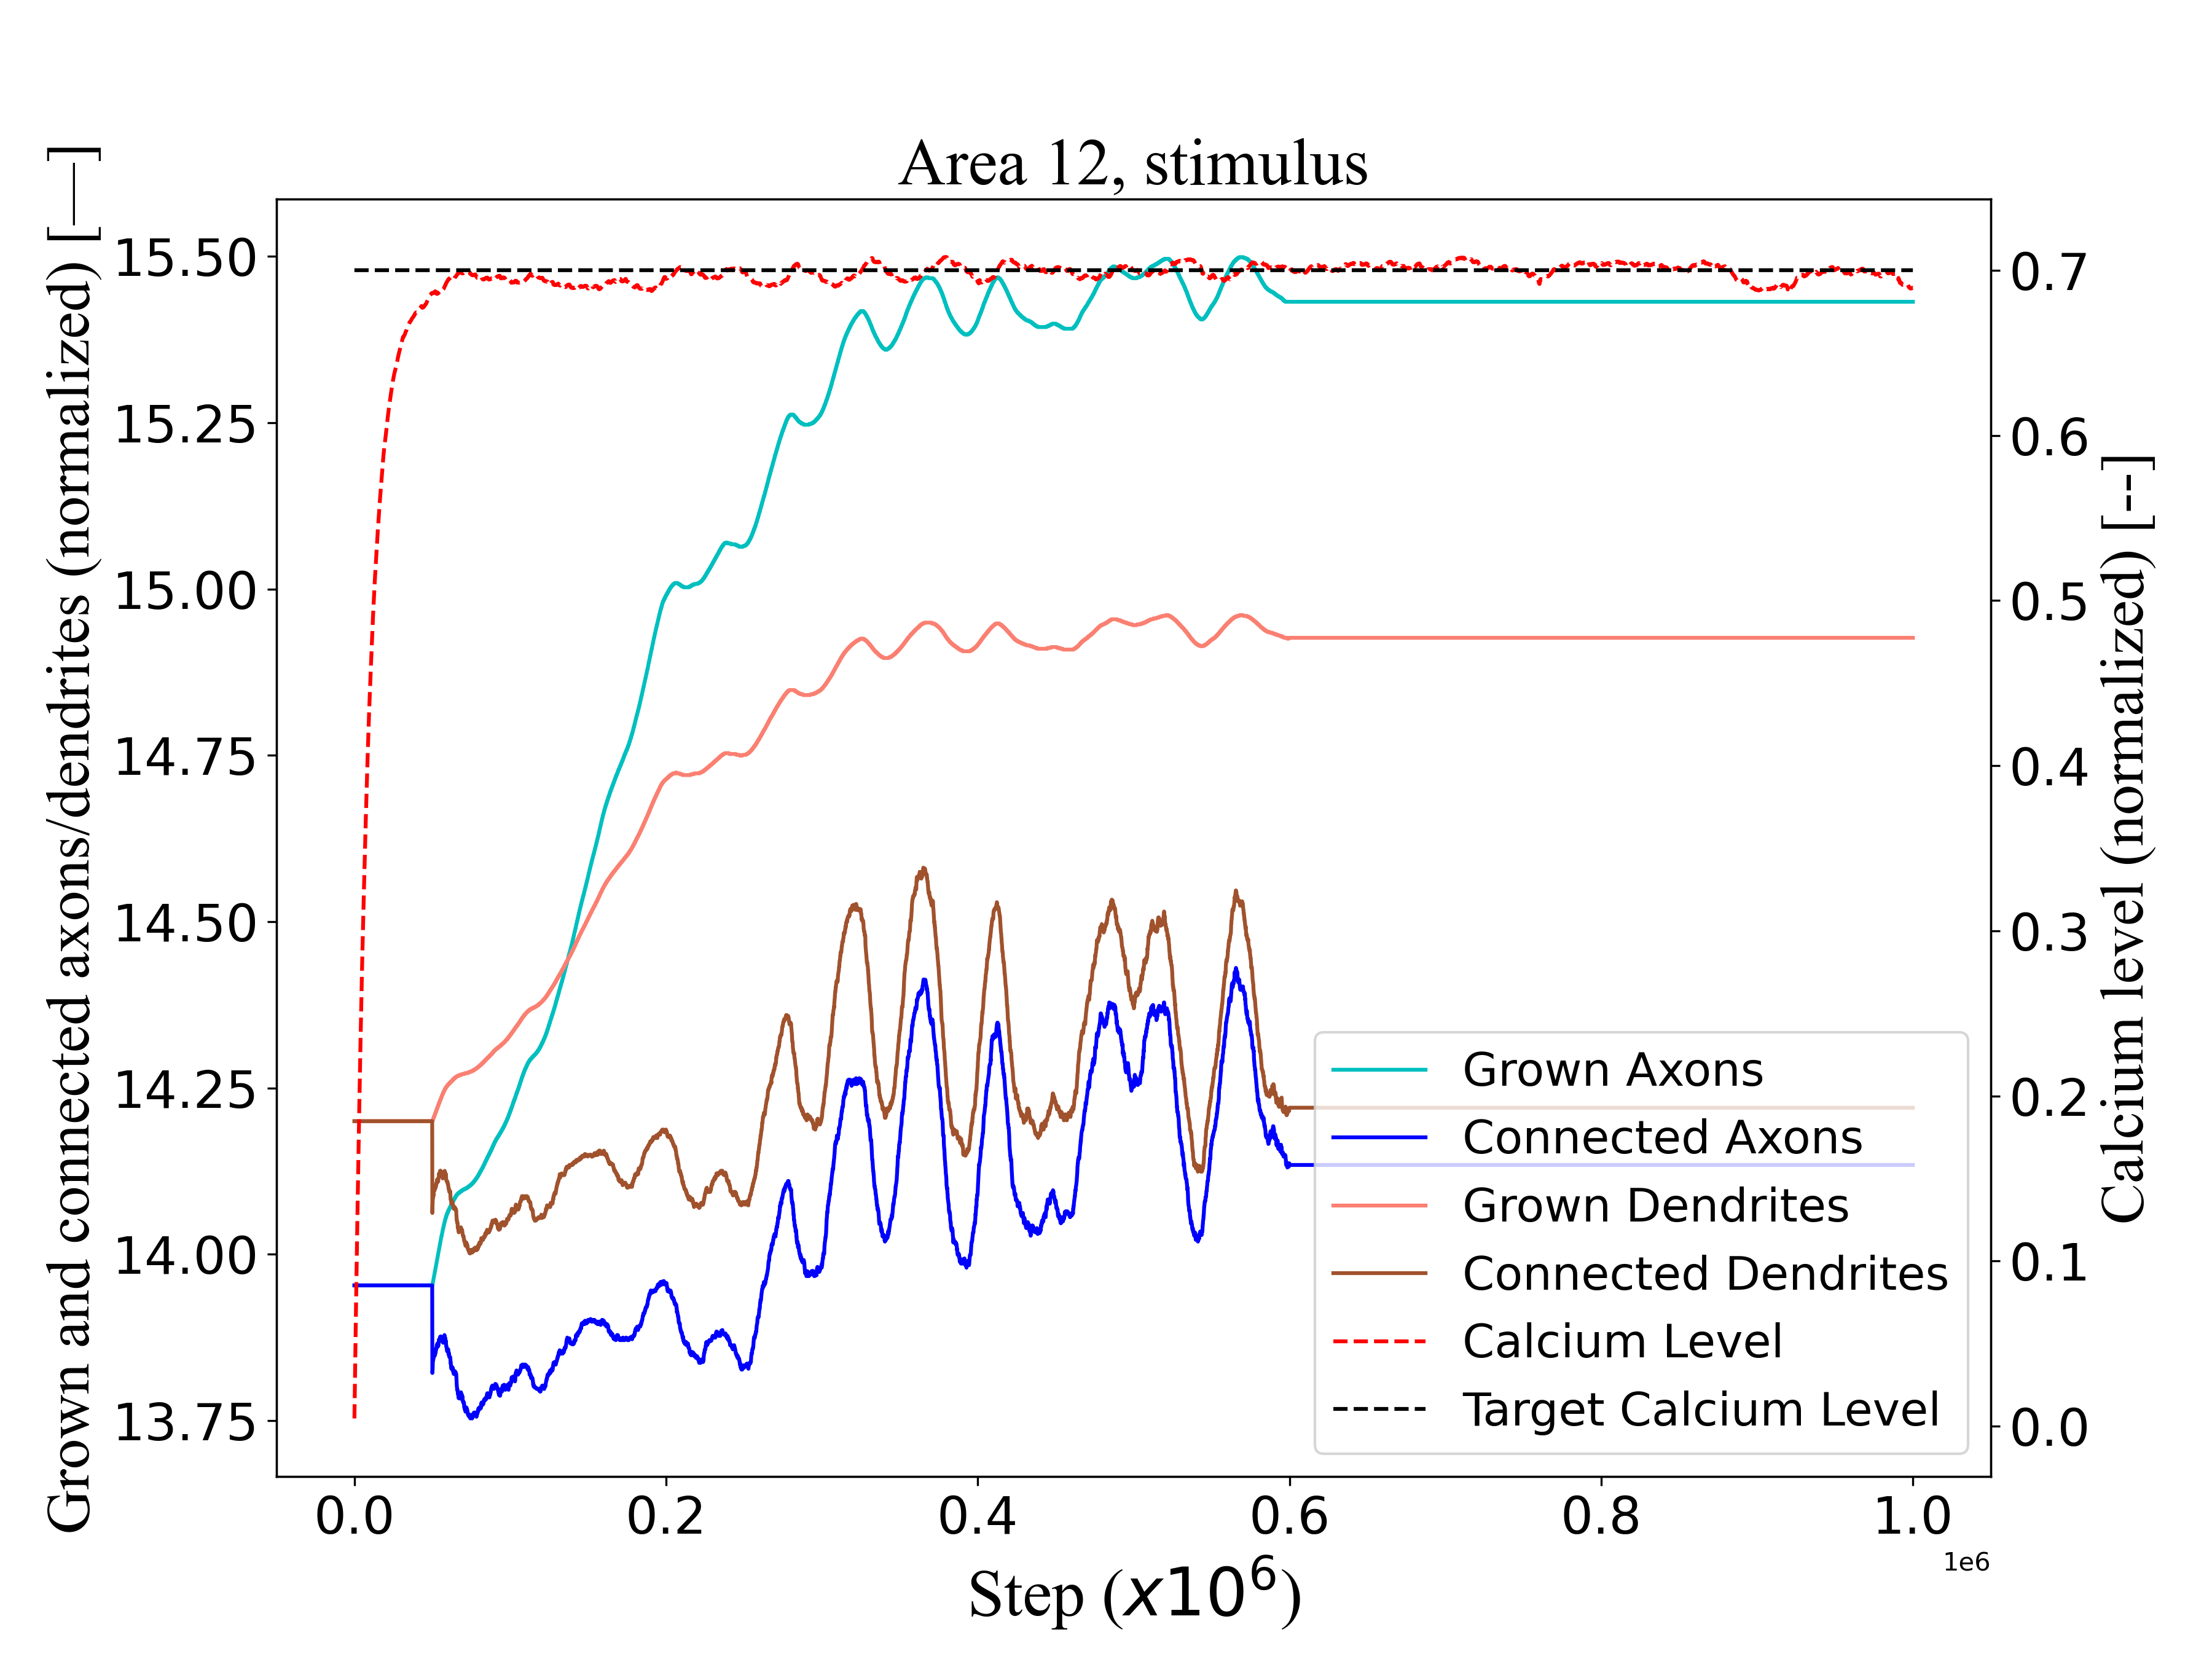 Area 12, stimulus
Grown and connected axons/dendrites (normalized) [—]
15.50
15.25
15.00
14.75
14.50
14.25
14.00
13.75
0.7
0.6
0.5
0.4
0.3
0.2
0.1
0.0
Calcium level (normalized) [--]
Grown Axons
Connected Axons
Grown Dendrites
Connected Dendrites
Calcium Level
Target Calcium Level
0.0 0.2 0.4 0.6 0.8 1.0
1e6
Step (x10⁶)